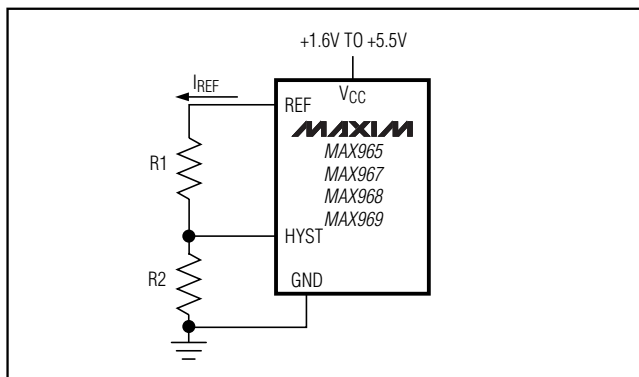 +1.6V TO +5.5V
IREF
REF
VCC
MAXIM
MAX965
MAX967
MAX968
MAX969
R1
HYST
R2
GND